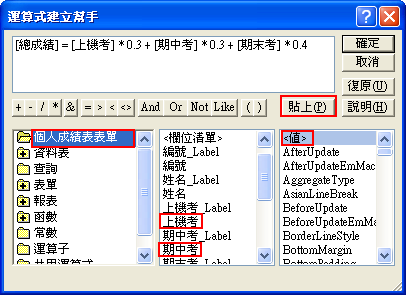 運算式建立幫手
[總成績] = [上機考] *0.3 + [期中考] *0.3 + [期末考] *0.4
確定
取消
復原(U)
+ - / * & = > < <> And Or Not Like ( ) 貼上(P) 說明(H)
個人成績表表單
資料表
查詢
表單
報表
函數
常數
運算子
共用運算式
<欄位清單>
編號_Label
編號
姓名_Label
姓名
上機考_Label
上機考
期中考_Label
期中考
期末考_Label
<值>
AfterUpdate
AfterUpdateEmMac
AggregateType
AsianLineBreak
BeforeUpdate
BeforeUpdateEmMa
BorderLineStyle
BottomMargin
BottomPadding